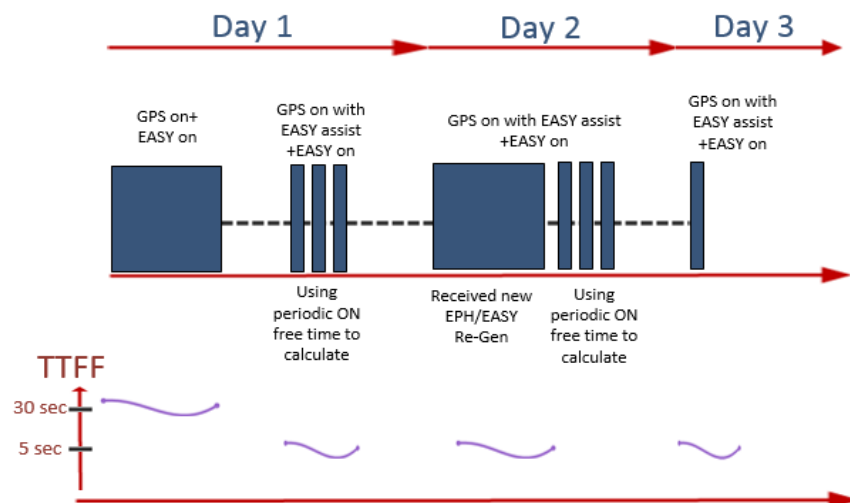 Day 1
Day 2
Day 3
GPS on+
EASY on
GPS on with
EASY assist
+EASY on
GPS on with EASY assist
+EASY on
GPS on with
EASY assist
+EASY on
Using
periodic ON
free time to
calculate
Received new
EPH/EASY
Re-Gen
Using
periodic ON
free time to
calculate
TTFF
30 sec
5 sec